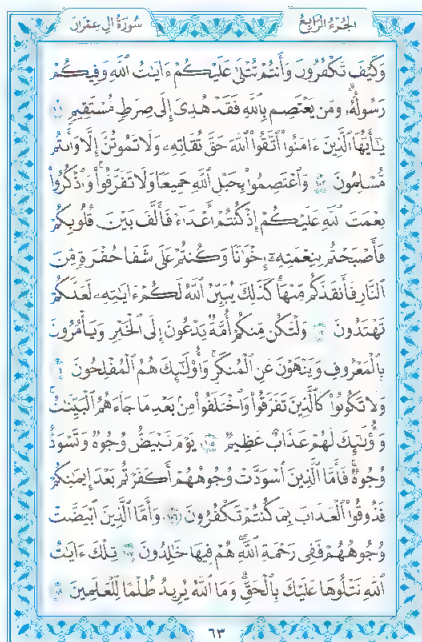 الجزء الرابع
سورة آل عمران
وَكَيْفَ تَكْفُرُونَ وَأَنتُمْ تُتْلَىٰ عَلَيْكُمْ ءَايَٰتُ ٱللَّهِ وَفِيكُمْ
رَسُولُهُۥ ۗ وَمَن يَعْتَصِم بِٱللَّهِ فَقَدْ هُدِىَ إِلَىٰ صِرَٰطٍ مُّسْتَقِيمٍ ١٠١
يَٰٓأَيُّهَا ٱلَّذِينَ ءَامَنُوا۟ ٱتَّقُوا۟ ٱللَّهَ حَقَّ تُقَاتِهِۦ وَلَا تَمُوتُنَّ إِلَّا وَأَنتُم
مُّسْلِمُونَ ١٠٢ وَٱعْتَصِمُوا۟ بِحَبْلِ ٱللَّهِ جَمِيعًا وَلَا تَفَرَّقُوا۟ ۚ وَٱذْكُرُوا۟
نِعْمَتَ ٱللَّهِ عَلَيْكُمْ إِذْ كُنتُمْ أَعْدَآءً فَأَلَّفَ بَيْنَ قُلُوبِكُمْ
فَأَصْبَحْتُم بِنِعْمَتِهِۦٓ إِخْوَٰنًا وَكُنتُمْ عَلَىٰ شَفَا حُفْرَةٍ مِّنَ
ٱلنَّارِ فَأَنقَذَكُم مِّنْهَا ۗ كَذَٰلِكَ يُبَيِّنُ ٱللَّهُ لَكُمْ ءَايَٰتِهِۦ لَعَلَّكُمْ
تَهْتَدُونَ ١٠٣ وَلْتَكُن مِّنكُمْ أُمَّةٌ يَدْعُونَ إِلَى ٱلْخَيْرِ وَيَأْمُرُونَ
بِٱلْمَعْرُوفِ وَيَنْهَوْنَ عَنِ ٱلْمُنكَرِ ۚ وَأُو۟لَٰٓئِكَ هُمُ ٱلْمُفْلِحُونَ ١٠٤
وَلَا تَكُونُوا۟ كَٱلَّذِينَ تَفَرَّقُوا۟ وَٱخْتَلَفُوا۟ مِنۢ بَعْدِ مَا جَآءَهُمُ ٱلْبَيِّنَٰتُ ۚ
وَأُو۟لَٰٓئِكَ لَهُمْ عَذَابٌ عَظِيمٌ ١٠٥ يَوْمَ تَبْيَضُّ وُجُوهٌ وَتَسْوَدُّ
وُجُوهٌ ۚ فَأَمَّا ٱلَّذِينَ ٱسْوَدَّتْ وُجُوهُهُمْ أَكَفَرْتُم بَعْدَ إِيمَٰنِكُمْ
فَذُوقُوا۟ ٱلْعَذَابَ بِمَا كُنتُمْ تَكْفُرُونَ ١٠٦ وَأَمَّا ٱلَّذِينَ ٱبْيَضَّتْ
وُجُوهُهُمْ فَفِى رَحْمَةِ ٱللَّهِ هُمْ فِيهَا خَٰلِدُونَ ١٠٧ تِلْكَ ءَايَٰتُ
ٱللَّهِ نَتْلُوهَا عَلَيْكَ بِٱلْحَقِّ ۗ وَمَا ٱللَّهُ يُرِيدُ ظُلْمًا لِّلْعَٰلَمِينَ ١٠٨
٦٣